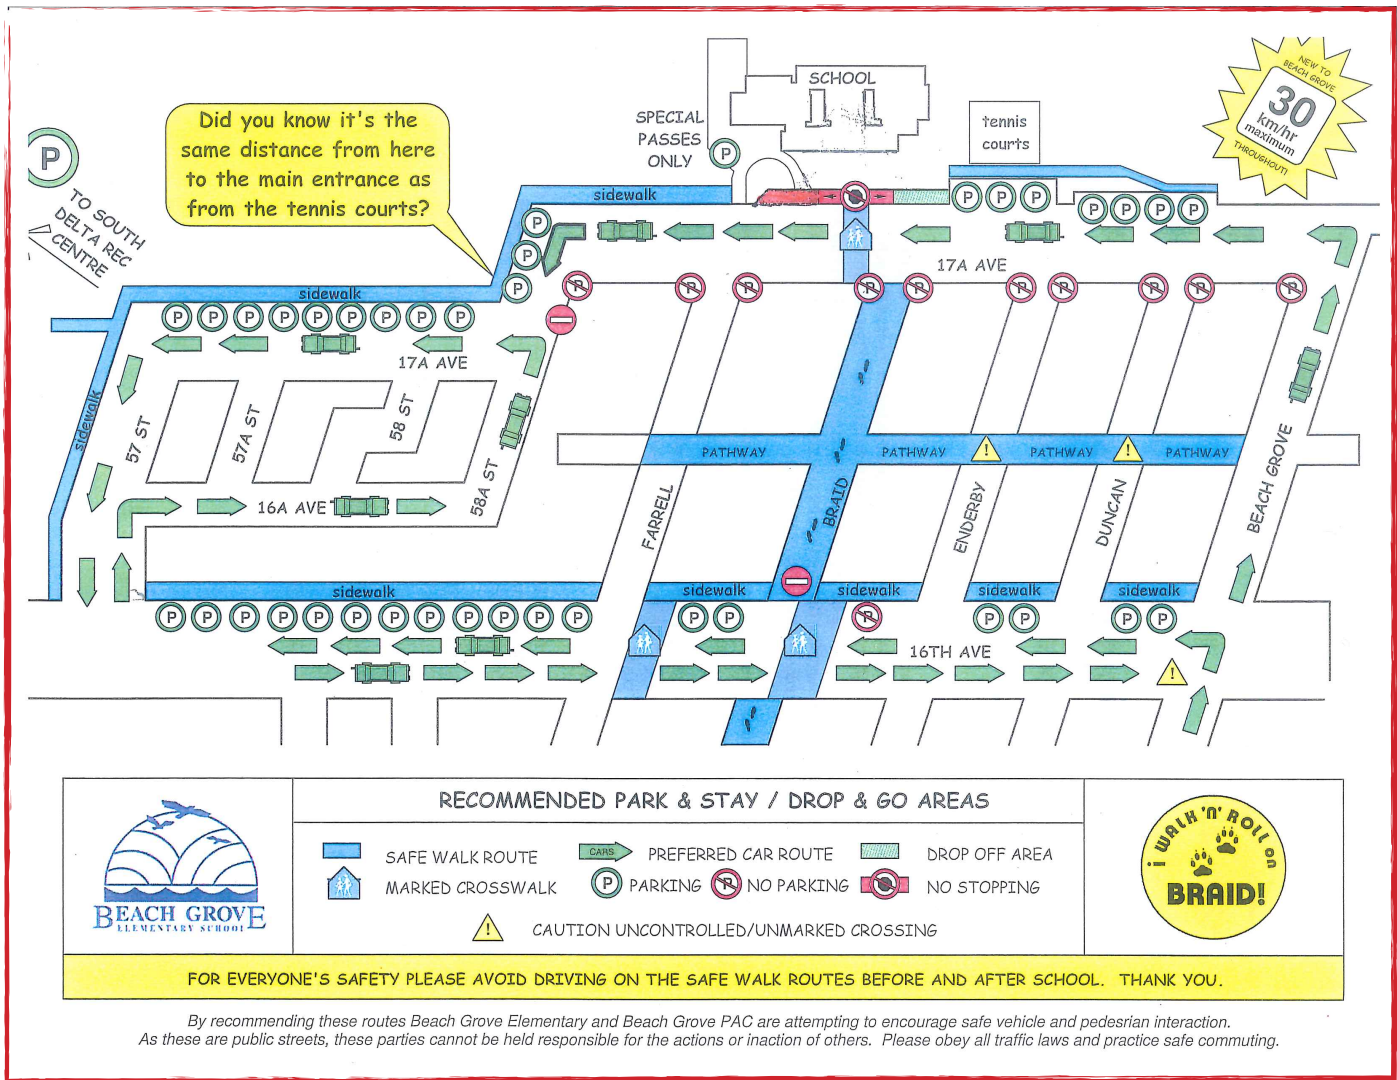 SCHOOL
NEW TO
BEACH GROVE
30
km/hr
maximum
THROUGHOUT!
Did you know it's the
same distance from here
to the main entrance as
from the tennis courts?
SPECIAL
PASSES
ONLY
P
tennis
courts
P
TO SOUTH
DELTA REC
CENTRE
sidewalk
P P P P P P P
P
P
P
17A AVE
sidewalk
P P P P P P P P P P
P P P P P P P P P
17A AVE
sidewalk
57 ST
57A ST
58 ST
58A ST
PATHWAY
PATHWAY
!
PATHWAY
!
PATHWAY
16A AVE
FARRELL
BRAID
ENDERBY
DUNCAN
BEACH GROVE
sidewalk
sidewalk
sidewalk
sidewalk
sidewalk
P P P P P P P P P P P P P P P P P P
16TH AVE
!
RECOMMENDED PARK & STAY / DROP & GO AREAS
SAFE WALK ROUTE
CARS
PREFERRED CAR ROUTE
DROP OFF AREA
MARKED CROSSWALK
P PARKING
P NO PARKING
NO STOPPING
! CAUTION UNCONTROLLED/UNMARKED CROSSING
BEACH GROVE
ELEMENTARY SCHOOL
i WALK 'N' ROLL on
BRAID!
FOR EVERYONE'S SAFETY PLEASE AVOID DRIVING ON THE SAFE WALK ROUTES BEFORE AND AFTER SCHOOL. THANK YOU.
By recommending these routes Beach Grove Elementary and Beach Grove PAC are attempting to encourage safe vehicle and pedestrian interaction.
As these are public streets, these parties cannot be held responsible for the actions or inaction of others. Please obey all traffic laws and practice safe commuting.